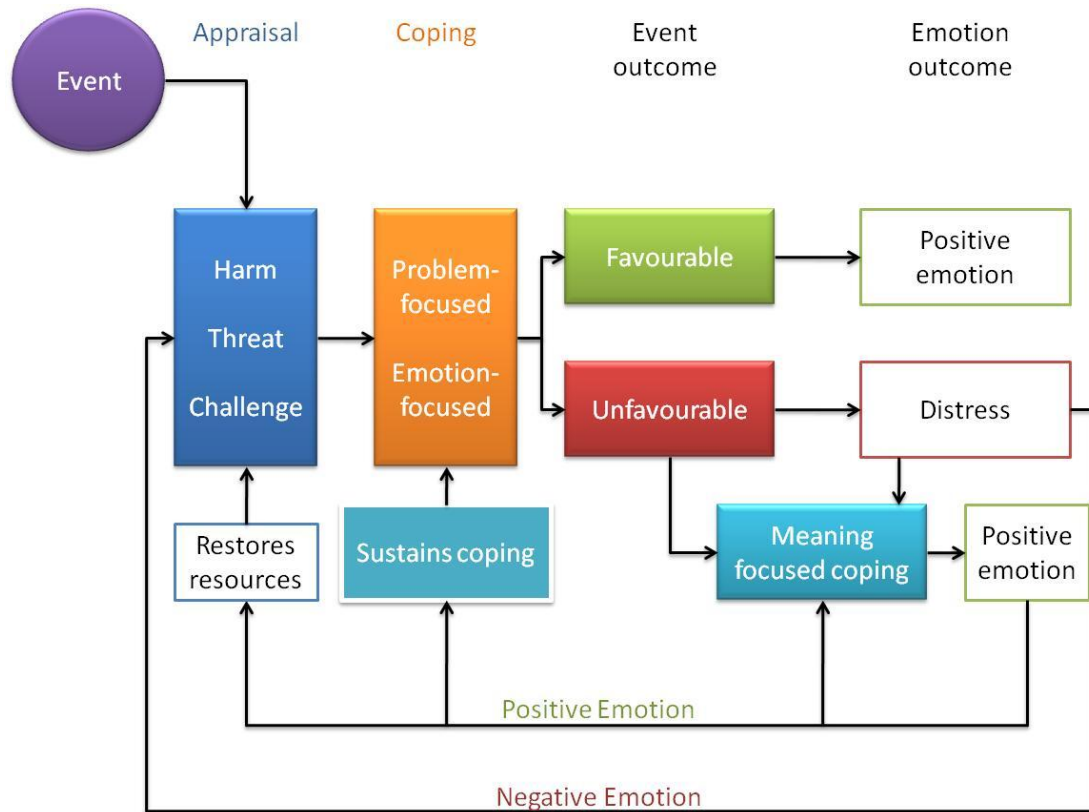 Event
Appraisal
Coping
Event
outcome
Emotion
outcome
Harm
Threat
Challenge
Problem-
focused
Emotion-
focused
Favourable
Positive
emotion
Unfavourable
Distress
Restores
resources
Sustains coping
Meaning
focused coping
Positive
emotion
Positive Emotion
Negative Emotion